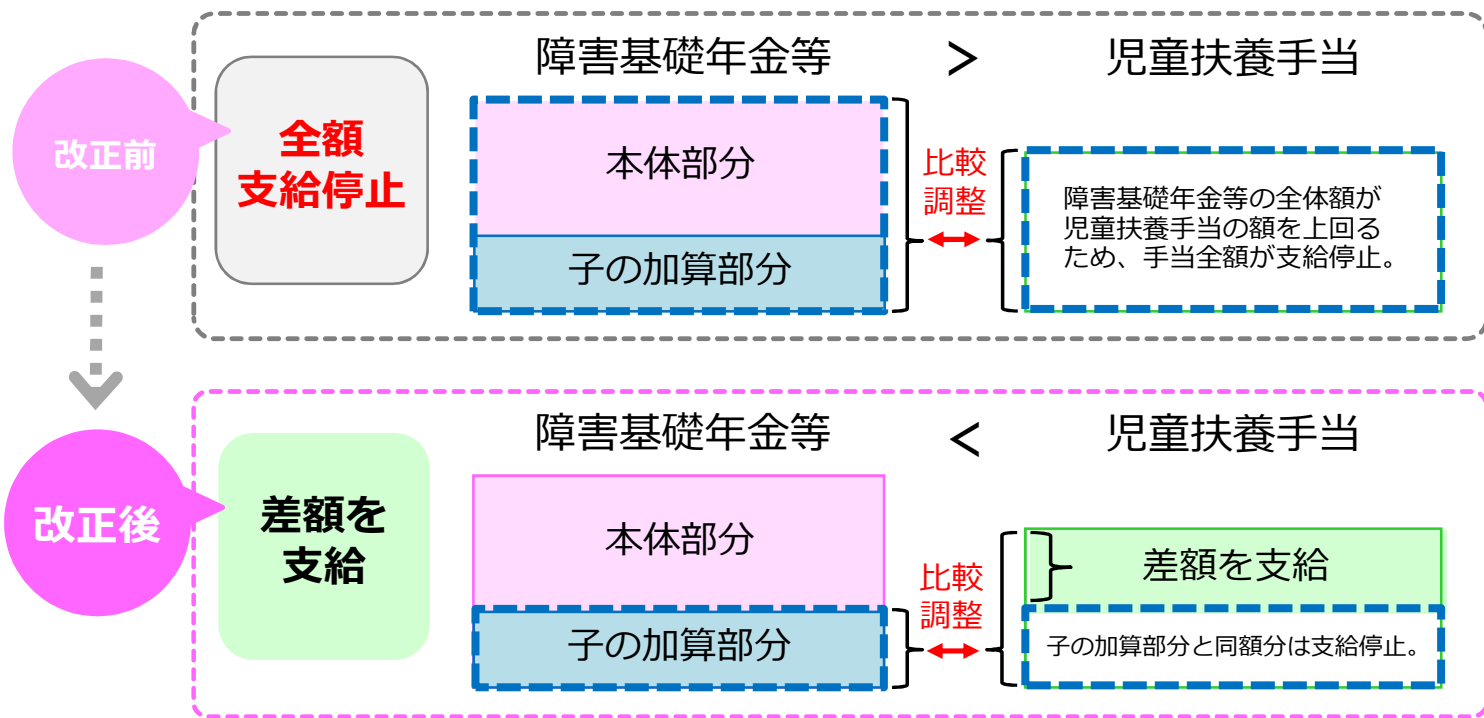 障害基礎年金等 > 児童扶養手当
改正前
全額
支給停止
本体部分
子の加算部分
比較
調整
障害基礎年金等の全体額が
児童扶養手当の額を上回る
ため、手当全額が支給停止。
障害基礎年金等 < 児童扶養手当
改正後
差額を
支給
本体部分
子の加算部分
比較
調整
差額を支給
子の加算部分と同額分は支給停止。